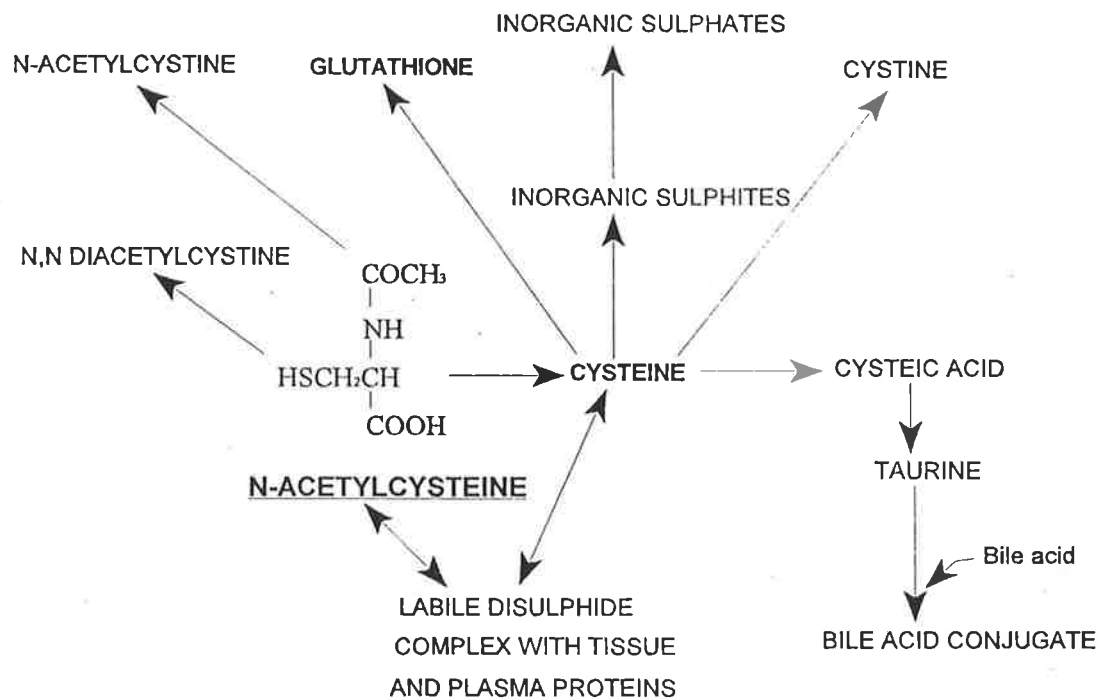 INORGANIC SULPHATES
N-ACETYLCYSTINE
GLUTATHIONE
CYSTINE
INORGANIC SULPHITES
N,N DIACETYLCYSTINE
COCH₃
NH
HSCH₂CH
COOH
CYSTEINE
CYSTEIC ACID
TAURINE
N-ACETYLCYSTEINE
Bile acid
LABILE DISULPHIDE
COMPLEX WITH TISSUE
AND PLASMA PROTEINS
BILE ACID CONJUGATE